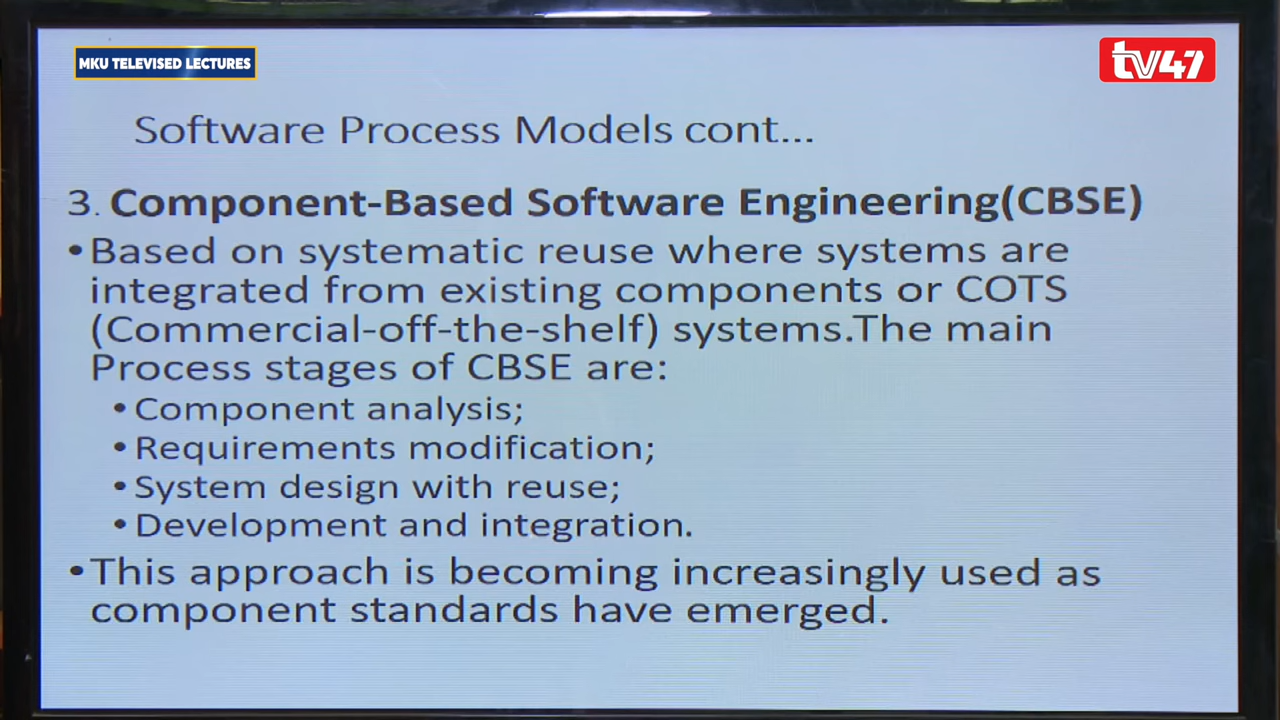 MKU TELEVISED LECTURES
tv47
Software Process Models cont...
3. Component-Based Software Engineering(CBSE)
•Based on systematic reuse where systems are
integrated from existing components or COTS
(Commercial-off-the-shelf) systems.The main
Process stages of CBSE are:
•Component analysis;
•Requirements modification;
•System design with reuse;
•Development and integration.
•This approach is becoming increasingly used as
component standards have emerged.